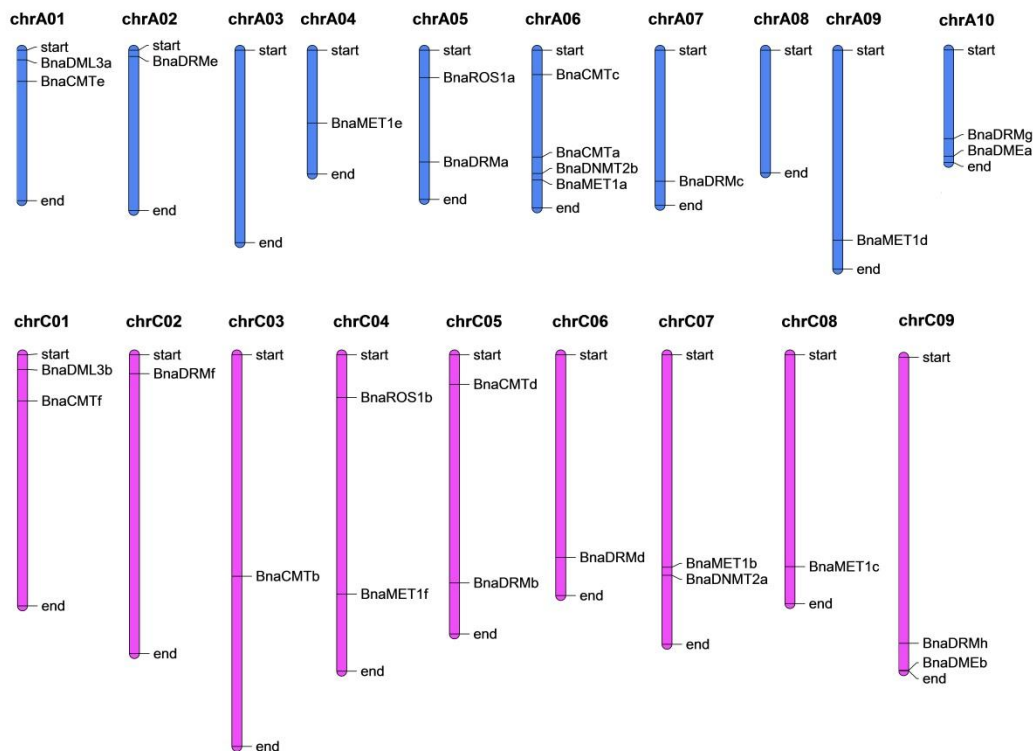 chrA01
start
BnaDML3a
BnaCMTe
end
chrA02
start
BnaDRMe
end
chrA03
start
end
chrA04
start
BnaMET1e
end
chrA05
start
BnaROS1a
BnaDRMa
end
chrA06
start
BnaCMTc
BnaCMTa
BnaDNMT2b
BnaMET1a
end
chrA07
start
BnaDRMc
end
chrA08
start
end
chrA09
start
BnaMET1d
end
chrA10
start
BnaDRMg
BnaDMEa
end
chrC01
start
BnaDML3b
BnaCMTf
end
chrC02
start
BnaDRMf
end
chrC03
start
BnaCMTb
end
chrC04
start
BnaROS1b
BnaMET1f
end
chrC05
start
BnaCMTd
BnaDRMb
end
chrC06
start
BnaDRMd
end
chrC07
start
BnaMET1b
BnaDNMT2a
end
chrC08
start
BnaMET1c
end
chrC09
start
BnaDRMh
BnaDMEb
end